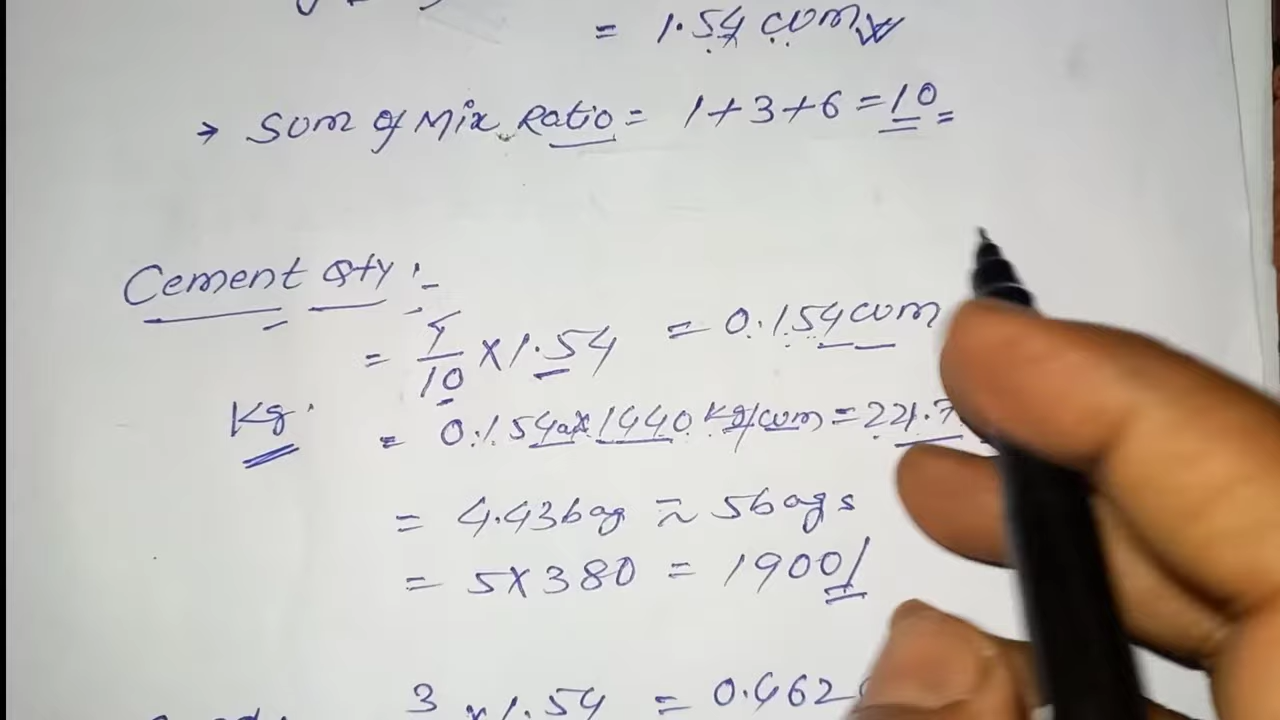 = 1.54 cum
→ Sum of Mix Ratio = 1+3+6 = 10
Cement Qty :-
= 1/10 × 1.54 = 0.154 cum
Kg.
= 0.154 × 1440 kg/cum = 221.7
= 4.43 bag ≈ 5 bags
= 5 × 380 = 1900/
3 × 1.54 = 0.462